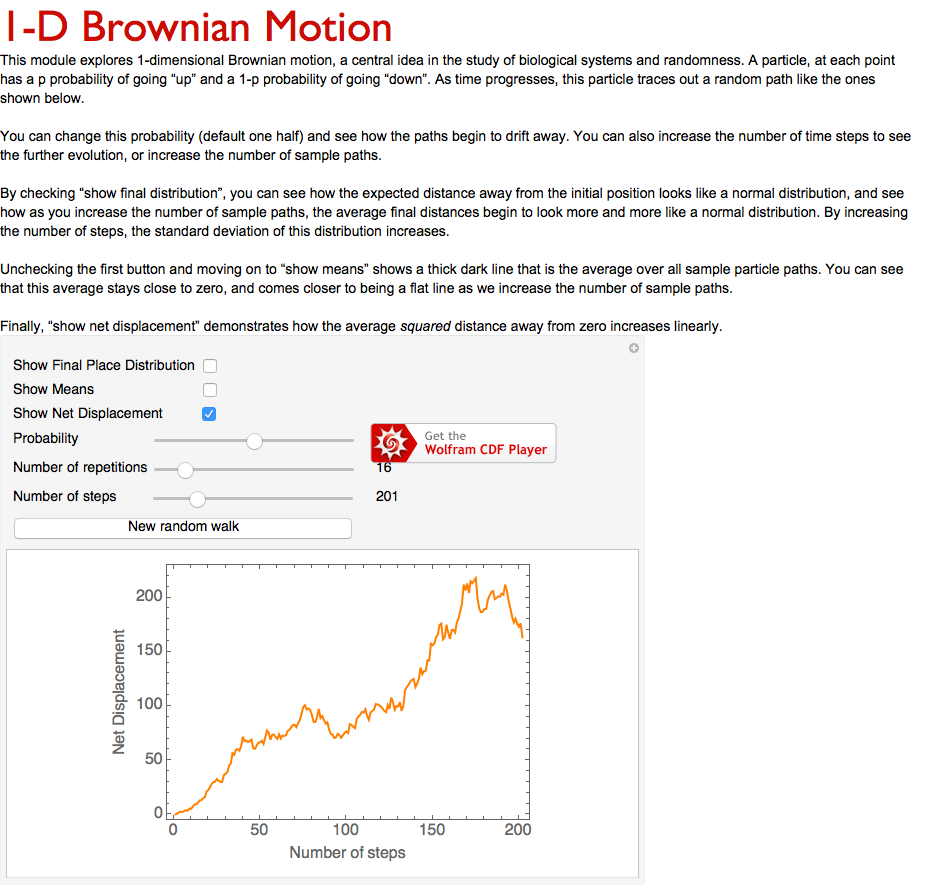 1-D Brownian Motion
This module explores 1-dimensional Brownian motion, a central idea in the study of biological systems and randomness. A particle, at each point
has a p probability of going “up” and a 1-p probability of going “down”. As time progresses, this particle traces out a random path like the ones
shown below.
You can change this probability (default one half) and see how the paths begin to drift away. You can also increase the number of time steps to see
the further evolution, or increase the number of sample paths.
By checking “show final distribution”, you can see how the expected distance away from the initial position looks like a normal distribution, and see
how as you increase the number of sample paths, the average final distances begin to look more and more like a normal distribution. By increasing
the number of steps, the standard deviation of this distribution increases.
Unchecking the first button and moving on to “show means” shows a thick dark line that is the average over all sample particle paths. You can see
that this average stays close to zero, and comes closer to being a flat line as we increase the number of sample paths.
Finally, “show net displacement” demonstrates how the average squared distance away from zero increases linearly.
Show Final Place Distribution
Show Means
Show Net Displacement
Probability
Get the
Wolfram CDF Player
Number of repetitions 16
Number of steps 201
New random walk
200
150
100
50
0
Net Displacement
0 50 100 150 200
Number of steps